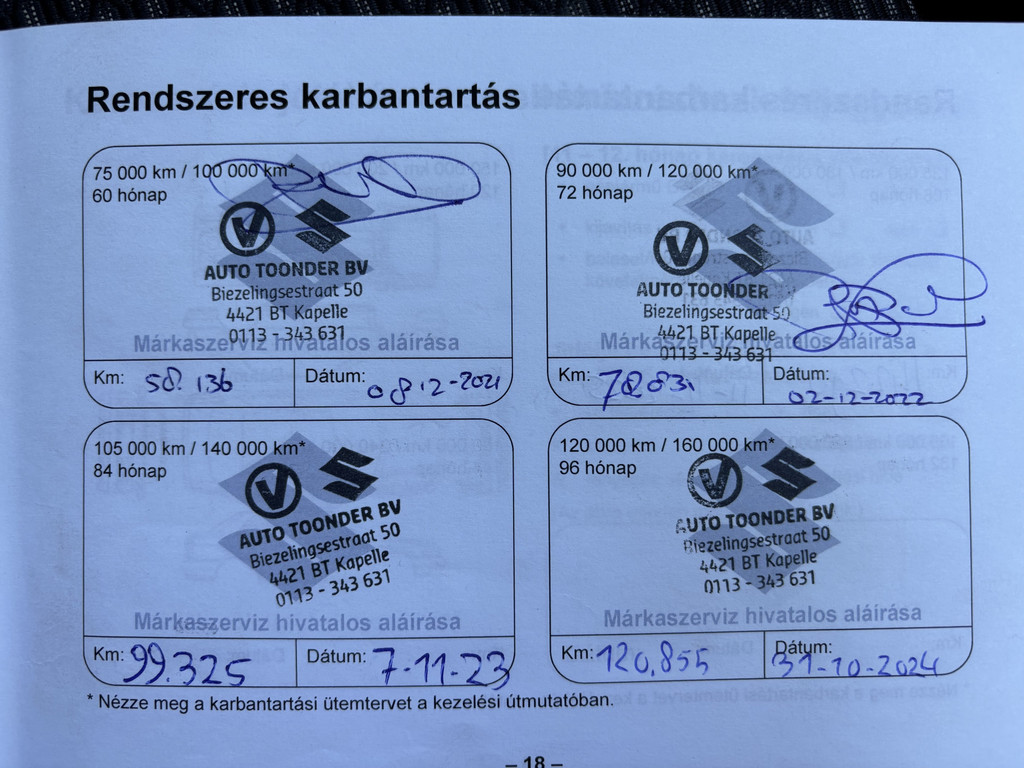 Rendszeres karbantartás
75 000 km / 100 000 km*
60 hónap
AUTO TOONDER BV
Biezelingsestraat 50
4421 BT Kapelle
0113 - 343 631
Márkaszerviz hivatalos aláírása
Km: 58.136 Dátum: 08 12-2021
90 000 km / 120 000 km*
72 hónap
AUTO TOONDER
Biezelingsestraat 50
4421 BT Kapelle
Márkaszerviz hivatalos aláírása
0113 - 343 631
Km: Dátum: 02-12-2022
105 000 km / 140 000 km*
84 hónap
AUTO TOONDER BV
Biezelingsestraat 50
4421 BT Kapelle
0113 - 343 631
Márkaszerviz hivatalos aláírása
Km: 99.325 Dátum: 7-11-23
120 000 km / 160 000 km*
96 hónap
AUTO TOONDER BV
Biezelingsestraat 50
4421 BT Kapelle
0113 - 343 631
Márkaszerviz hivatalos aláírása
Km: 120,855 Dátum: 31-10-2024
* Nézze meg a karbantartási ütemtervet a kezelési útmutatóban.
– 18 –